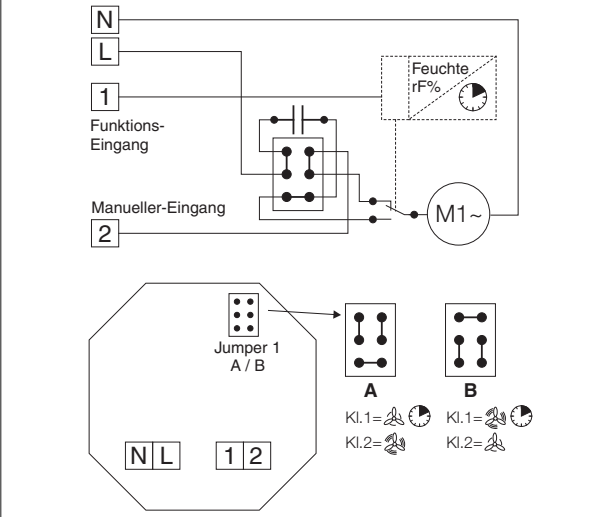 N
L
1
Feuchte
rF%
Funktions-
Eingang
Manueller-Eingang
2
M1~
Jumper 1
A / B
A
B
Kl.1=
Kl.1=
Kl.2=
Kl.2=
N L
1 2